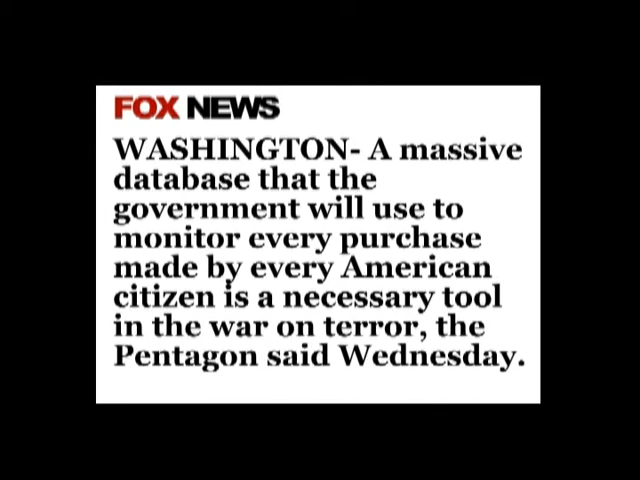 FOX NEWS
WASHINGTON- A massive
database that the
government will use to
monitor every purchase
made by every American
citizen is a necessary tool
in the war on terror, the
Pentagon said Wednesday.